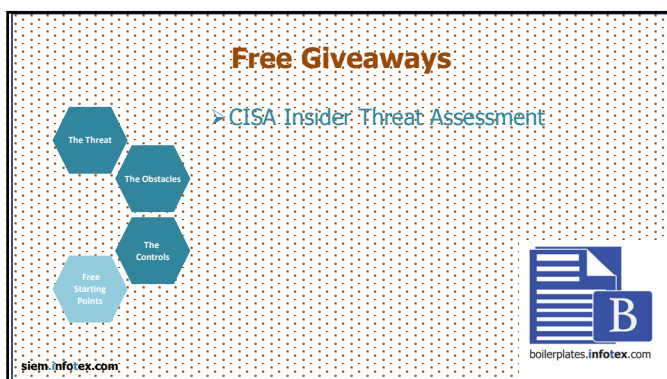 Free Giveaways
➢CISA Insider Threat Assessment
The Threat
The Obstacles
The
Controls
Free
Starting
Points
B
boilerplates.infotex.com
siem.infotex.com